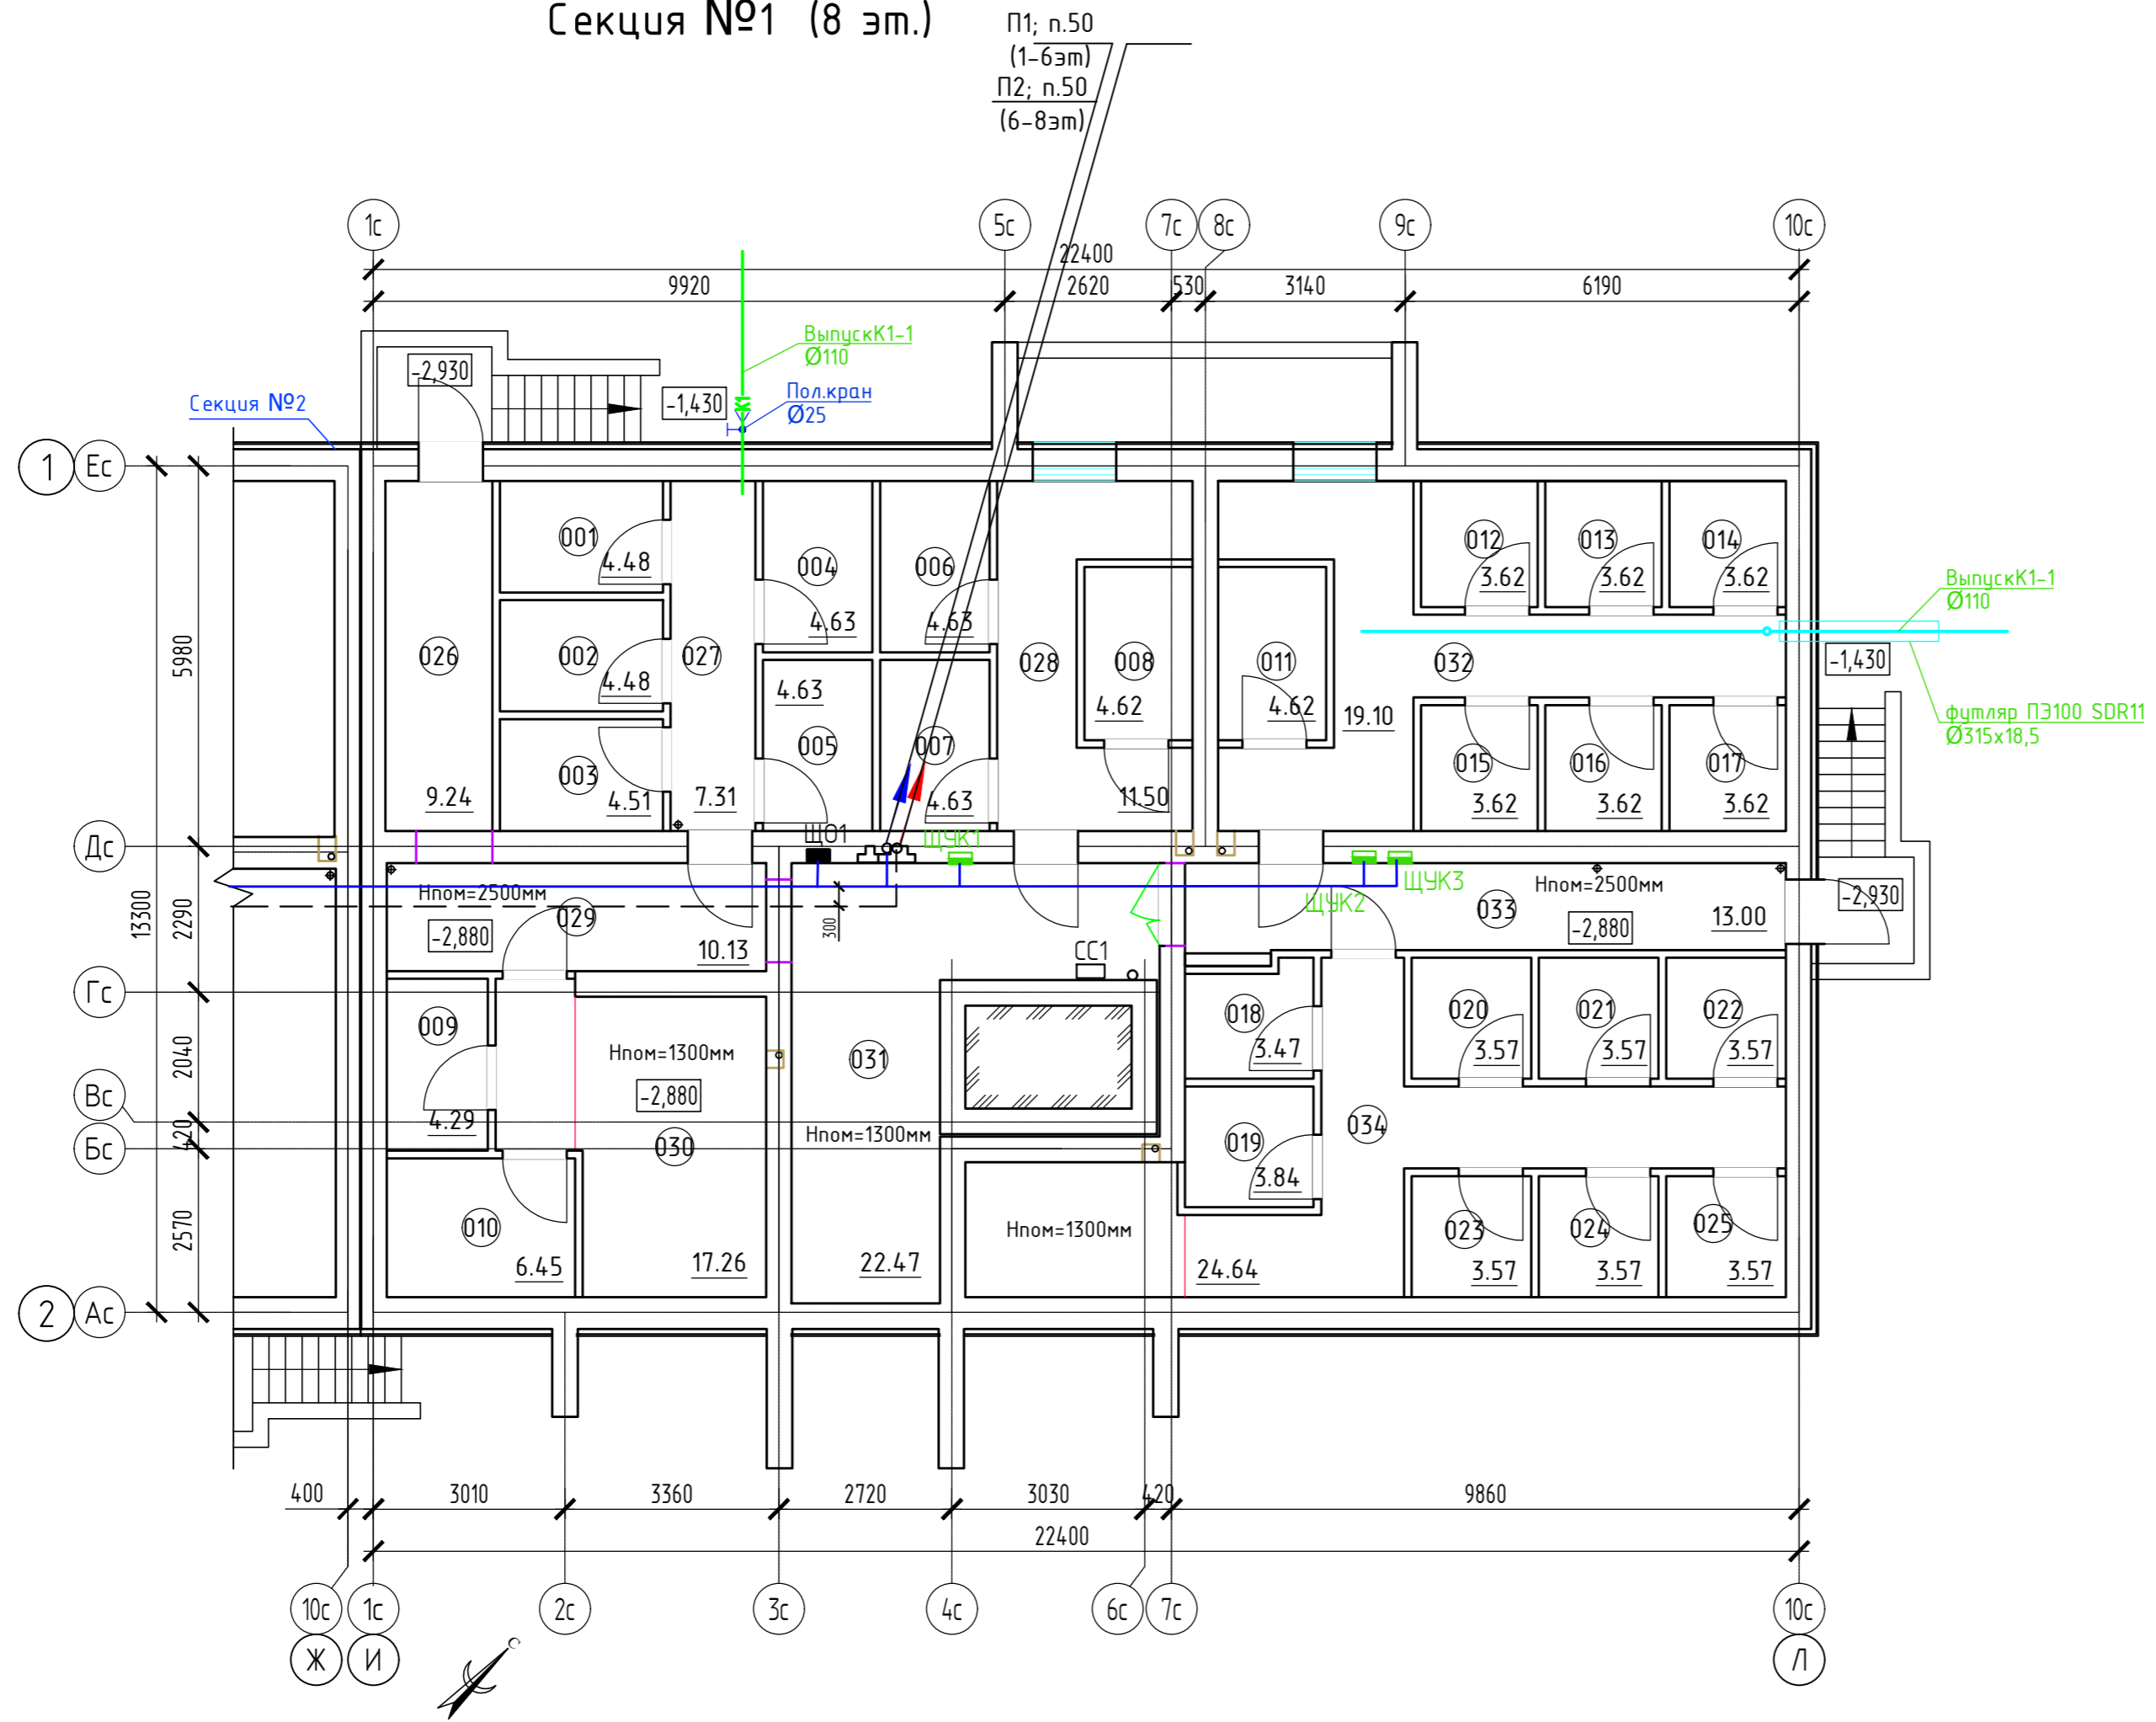 Секция №1 (8 эт.)
П1; п.50
(1-6эт)
П2; п.50
(6-8эт)
1с
5с
7с
8с
9с
10с
22400
9920
2620
530
3140
6190
ВыпускК1-1
Ø110
-2,930
-1,430
К1
Пол.кран
Ø25
Секция №2
1
Ес
001
4.48
004
4.63
006
4.63
012
3.62
013
3.62
014
3.62
ВыпускК1-1
Ø110
5980
026
9.24
002
4.48
027
7.31
028
11.50
008
4.62
011
4.62
032
19.10
-1,430
футляр ПЭ100 SDR11
Ø315х18,5
003
4.51
4.63
005
007
4.63
015
3.62
016
3.62
017
3.62
Дс
ЩО1
ЩУК1
ЩУК2
ЩУК3
13300
2290
Нпом=2500мм
029
-2,880
10.13
300
Нпом=2500мм
033
-2,880
13.00
-2,930
СС1
Гс
009
4.29
2040
Нпом=1300мм
-2,880
030
17.26
031
22.47
018
3.47
020
3.57
021
3.57
022
3.57
Вс
420
Бс
Нпом=1300мм
019
3.84
034
24.64
010
6.45
2570
Нпом=1300мм
023
3.57
024
3.57
025
3.57
2
Ас
400
3010
3360
2720
3030
420
9860
22400
10с
1с
2с
3с
4с
6с
7с
10с
Ж
И
Л
С